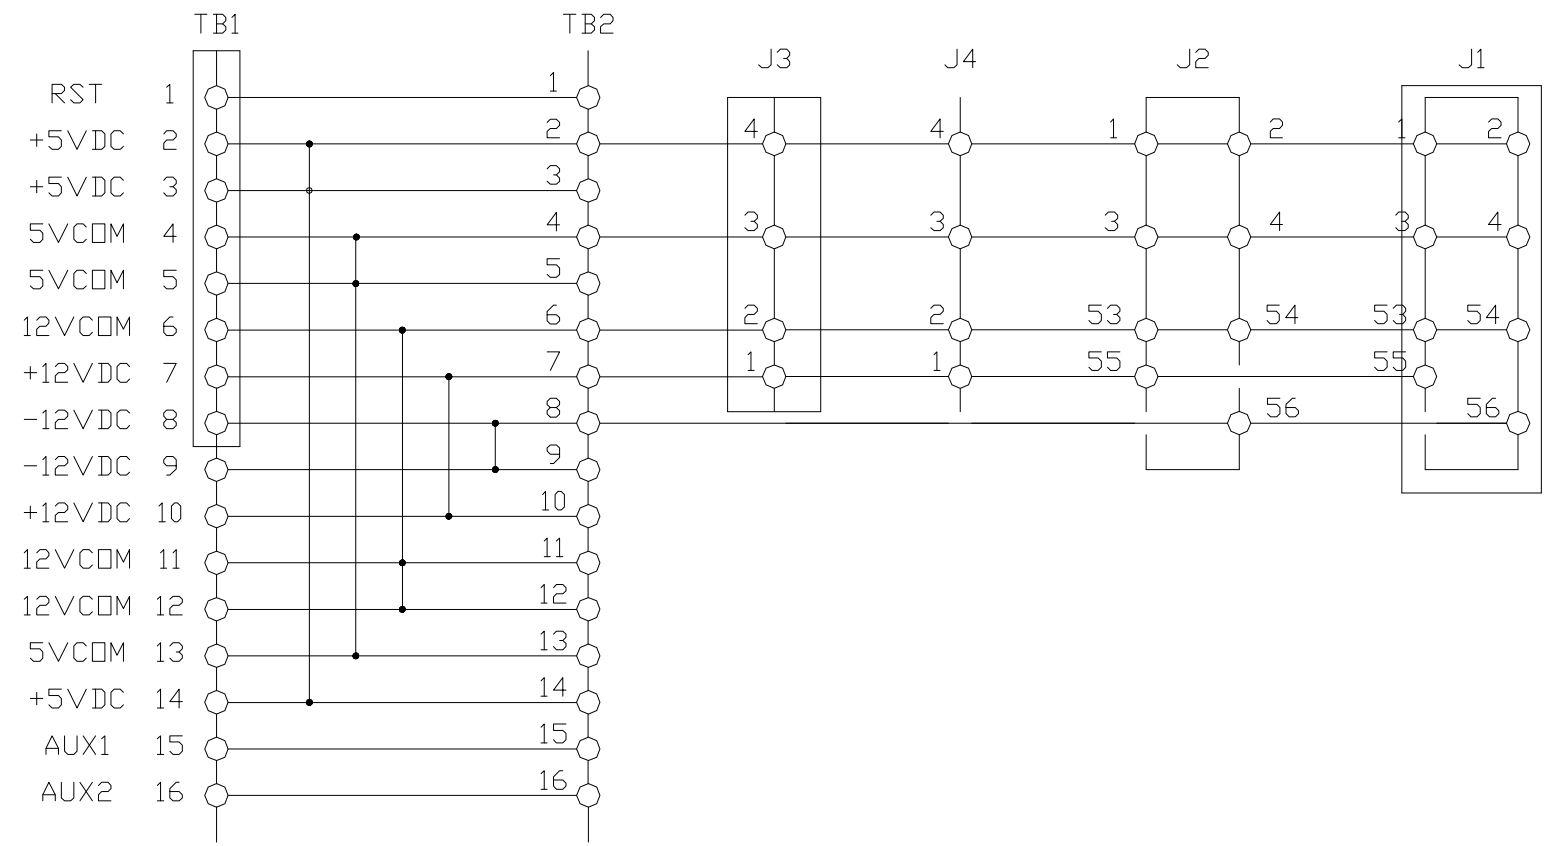 TB1 TB2
J3 J4 J2 J1
RST 1 1
+5VDC 2 2 4 4 1 2 1 2
+5VDC 3 3
5VCOM 4 4 3 3 3 4 3 4
5VCOM 5 5
12VCOM 6 6 2 2 53 54 53 54
+12VDC 7 7 1 1 55 55
-12VDC 8 8 56 56
-12VDC 9 9
+12VDC 10 10
12VCOM 11 11
12VCOM 12 12
5VCOM 13 13
+5VDC 14 14
AUX1 15 15
AUX2 16 16